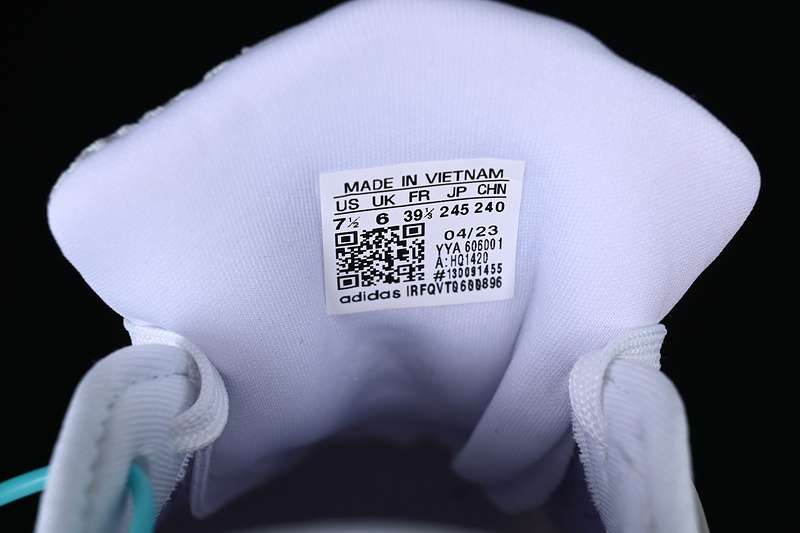 MADE IN VIETNAM
US UK FR JP CHN
7½ 6 39⅓ 245 240
04/23
YYA 606001
A: HQ1420
#130091455
adidas IRFQVT0600896